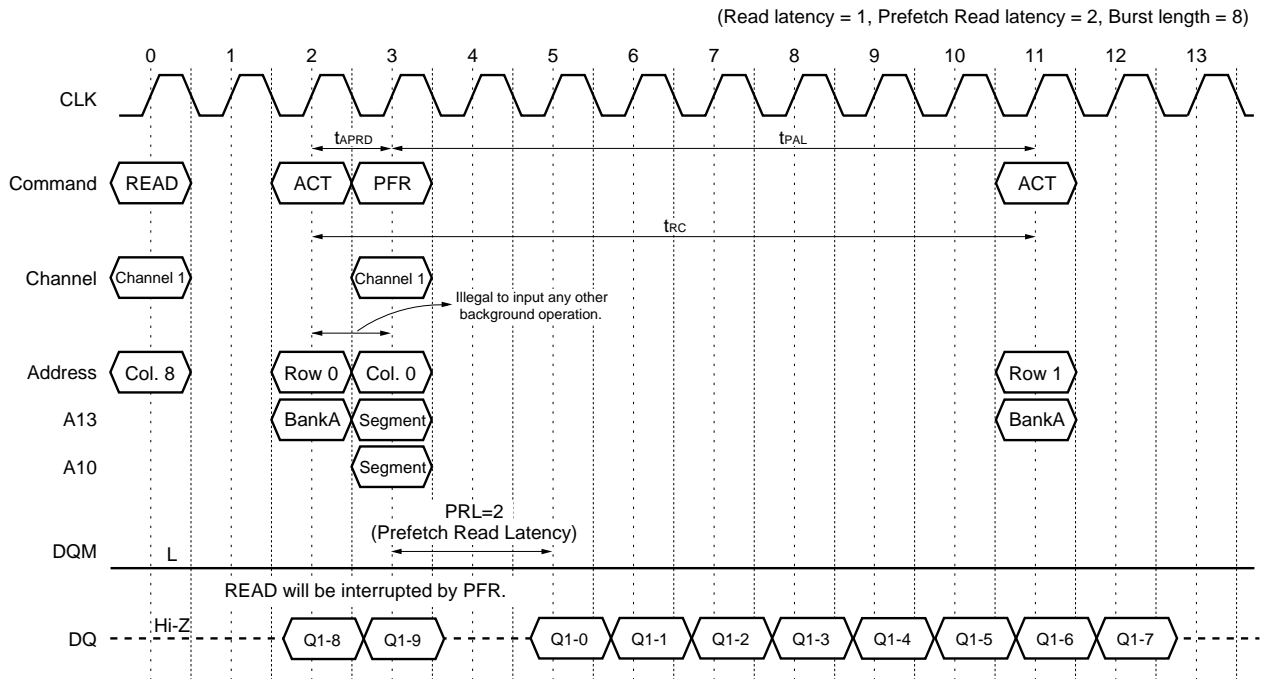 (Read latency = 1, Prefetch Read latency = 2, Burst length = 8)
0 1 2 3 4 5 6 7 8 9 10 11 12 13
CLK
tAPRD tPAL
Command READ ACT PFR ACT
tRC
Channel Channel 1 Channel 1
Illegal to input any other
background operation.
Address Col. 8 Row 0 Col. 0 Row 1
A13 BankA Segment BankA
A10 Segment
PRL=2
(Prefetch Read Latency)
DQM L
READ will be interrupted by PFR.
DQ Hi-Z Q1-8 Q1-9 Q1-0 Q1-1 Q1-2 Q1-3 Q1-4 Q1-5 Q1-6 Q1-7